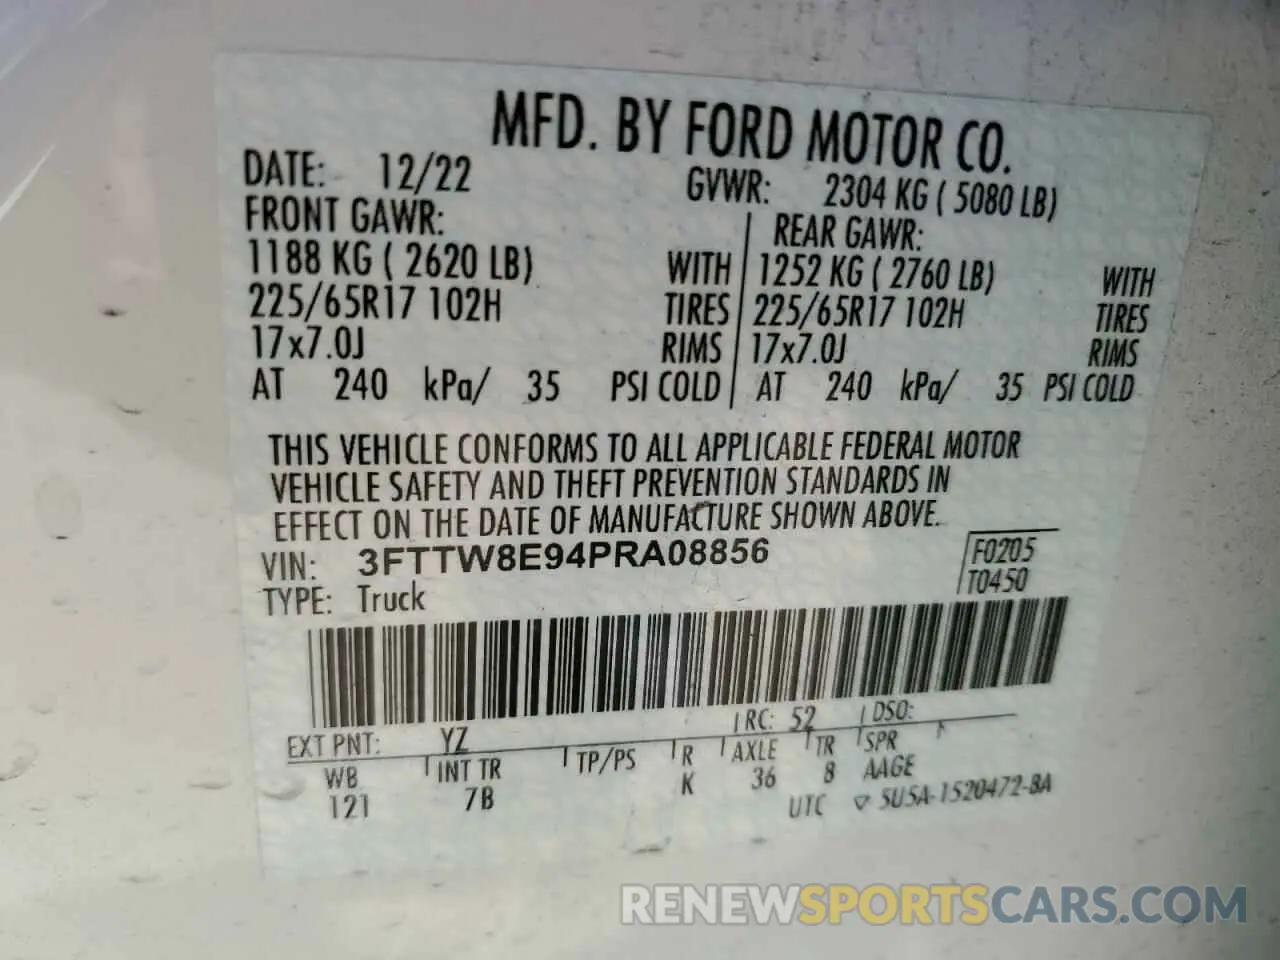 MFD. BY FORD MOTOR CO.
DATE: 12/22 GVWR: 2304 KG ( 5080 LB)
FRONT GAWR: REAR GAWR:
1188 KG ( 2620 LB) WITH 1252 KG ( 2760 LB) WITH
225/65R17 102H TIRES 225/65R17 102H TIRES
17x7.0J RIMS 17x7.0J RIMS
AT 240 kPa/ 35 PSI COLD AT 240 kPa/ 35 PSI COLD
THIS VEHICLE CONFORMS TO ALL APPLICABLE FEDERAL MOTOR
VEHICLE SAFETY AND THEFT PREVENTION STANDARDS IN
EFFECT ON THE DATE OF MANUFACTURE SHOWN ABOVE.
VIN: 3FTTW8E94PRA08856 F0205
TYPE: Truck T0450
EXT PNT: YZ RC: 52 DSO:
WB INT TR TP/PS R AXLE TR SPR
121 7B K 36 8 AAGE
UTC ▽ 5U5A-1520472-BA
RENEWSPORTSCARS.COM